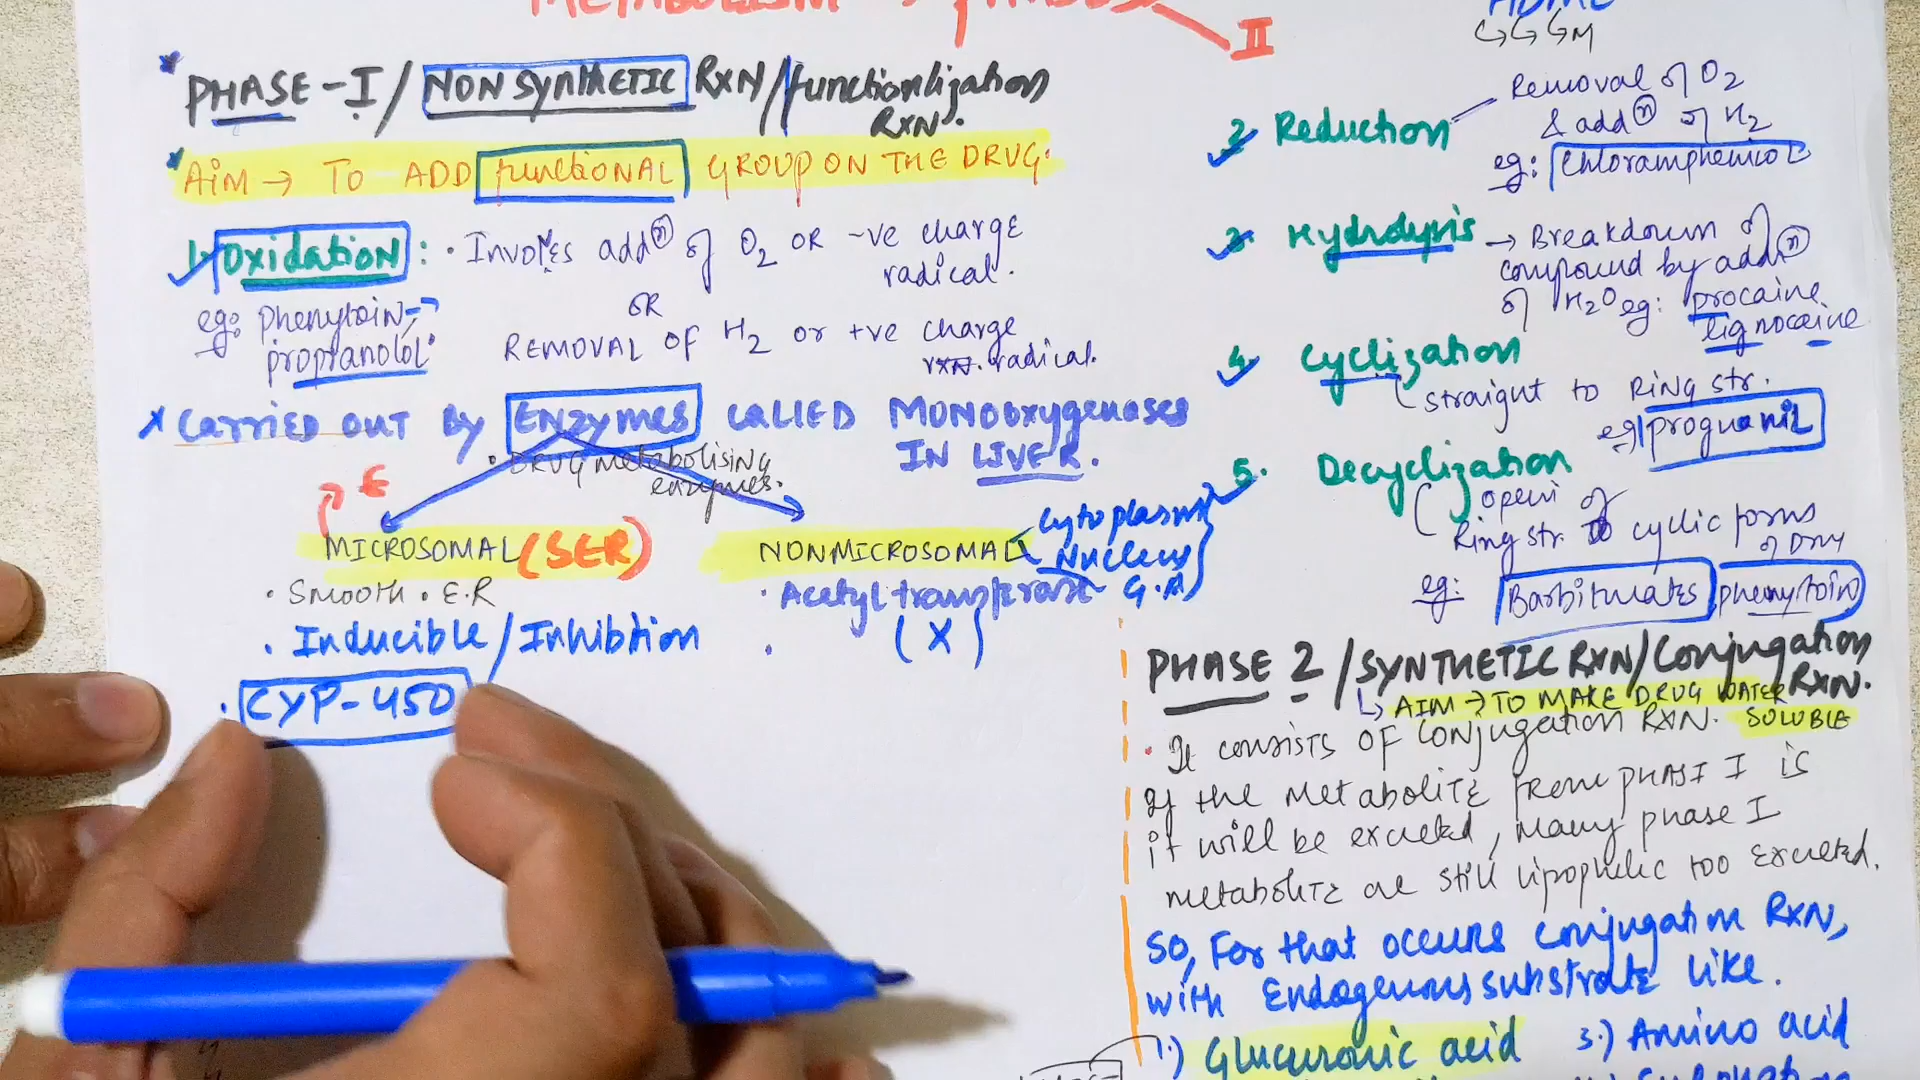 METABOLISM
II
* PHASE-I/ NON SYNTHETIC RXN/functionlization RXN.
* AIM → TO ADD functional GROUP ON THE DRUG.
1. Oxidation : • Involves addⁿ of O2 OR -ve charge radical.
OR
eg: phenytoin
propranolol
REMOVAL OF H2 or +ve charge radical.
* CARRIED OUT By ENZYMES CALLED MONOOXYGENASES IN LIVER.
• DRUG metabolising enzymes.
E
MICROSOMAL (SER)
• Smooth . E.R
• Inducible/Inhibtion
• CYP-450
NONMICROSOMAL
Cytoplasm
Nucleus
G.A
• Acetyl transferase
(X)
2. Reduction
Removal of O2
& addⁿ of H2
eg: Chloramphenicol
3. Hydrolysis → Breakdown of
compound by addⁿ
of H2O eg: procaine
lignocaine
4. Cyclization
straight to Ring str.
eg proguanil
5. Decyclization
open of
Ring str. to cyclic forms
of Drug
eg: Barbiturates, phenytoin
PHASE 2 /SYNTHETIC RXN/Conjugation RXN.
↳ AIM → TO MAKE DRUG WATER SOLUBLE
• It consists OF CONJugation RXN.
If the Metabolite from PHASE I is
it will be excreted, Many phase I
metabolite are still lipophilic too Excreted.
SO, For that occurs conjugation RXN,
with Endogenous substrate like.
1.) Glucuronic acid
3.) Amino acid